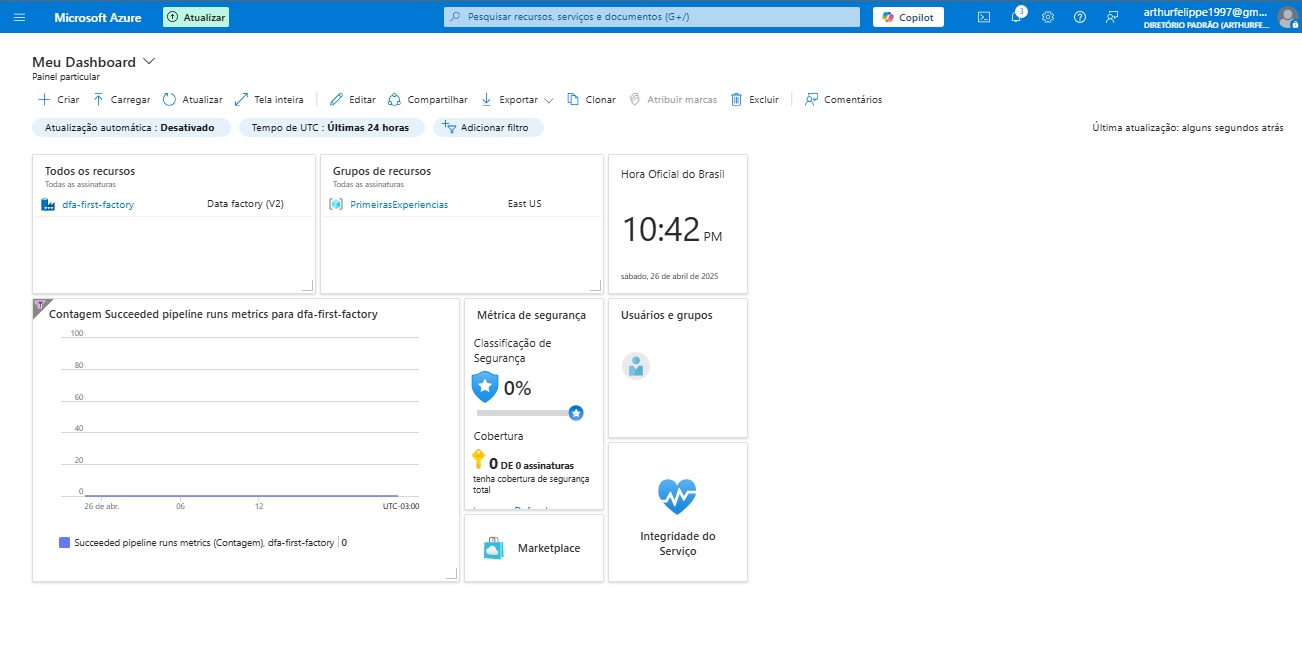 Microsoft Azure
Atualizar
Pesquisar recursos, serviços e documentos (G+/)
Copilot
3
arthurfelippe1997@gm...
DIRETÓRIO PADRÃO (ARTHURFE...
Meu Dashboard
Painel particular
Criar
Carregar
Atualizar
Tela inteira
Editar
Compartilhar
Exportar
Clonar
Atribuir marcas
Excluir
Comentários
Atualização automática : Desativado
Tempo de UTC : Últimas 24 horas
Adicionar filtro
Última atualização: alguns segundos atrás
Todos os recursos
Todas as assinaturas
dfa-first-factory
Data factory (V2)
Grupos de recursos
Todas as assinaturas
PrimeirasExperiencias
East US
Hora Oficial do Brasil
10:42 PM
sábado, 26 de abril de 2025
Contagem Succeeded pipeline runs metrics para dfa-first-factory
100
80
60
40
20
0
26 de abr.
06
12
UTC-03:00
Succeeded pipeline runs metrics (Contagem), dfa-first-factory
0
Métrica de segurança
Classificação de
Segurança
0%
Cobertura
0 DE 0 assinaturas
tenha cobertura de segurança
total
Usuários e grupos
Marketplace
Integridade do
Serviço